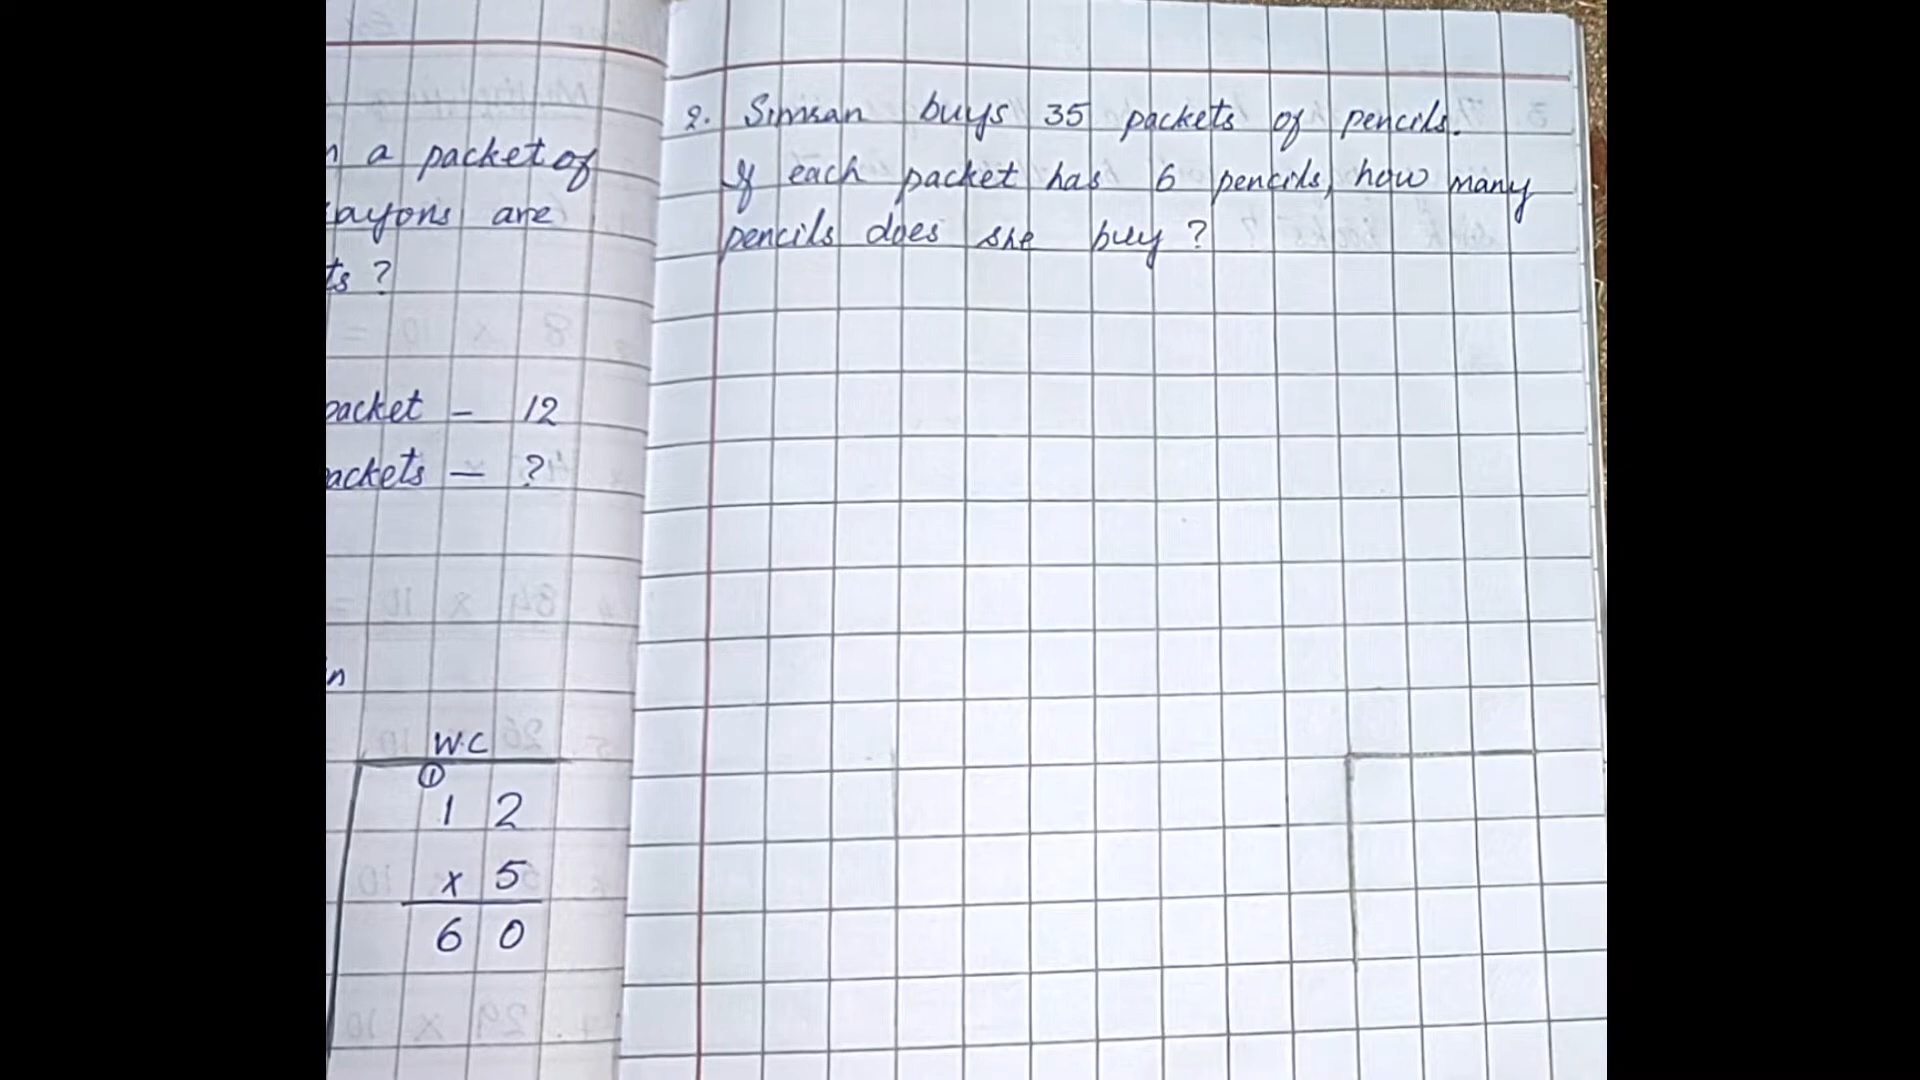 n a packet of
ayons are
ts ?
packet - 12
ackets - ?
n
W.C
1
1 2
x 5
6 0
2. Simran buys 35 packets of pencils.
If each packet has 6 pencils, how many
pencils does she buy ?